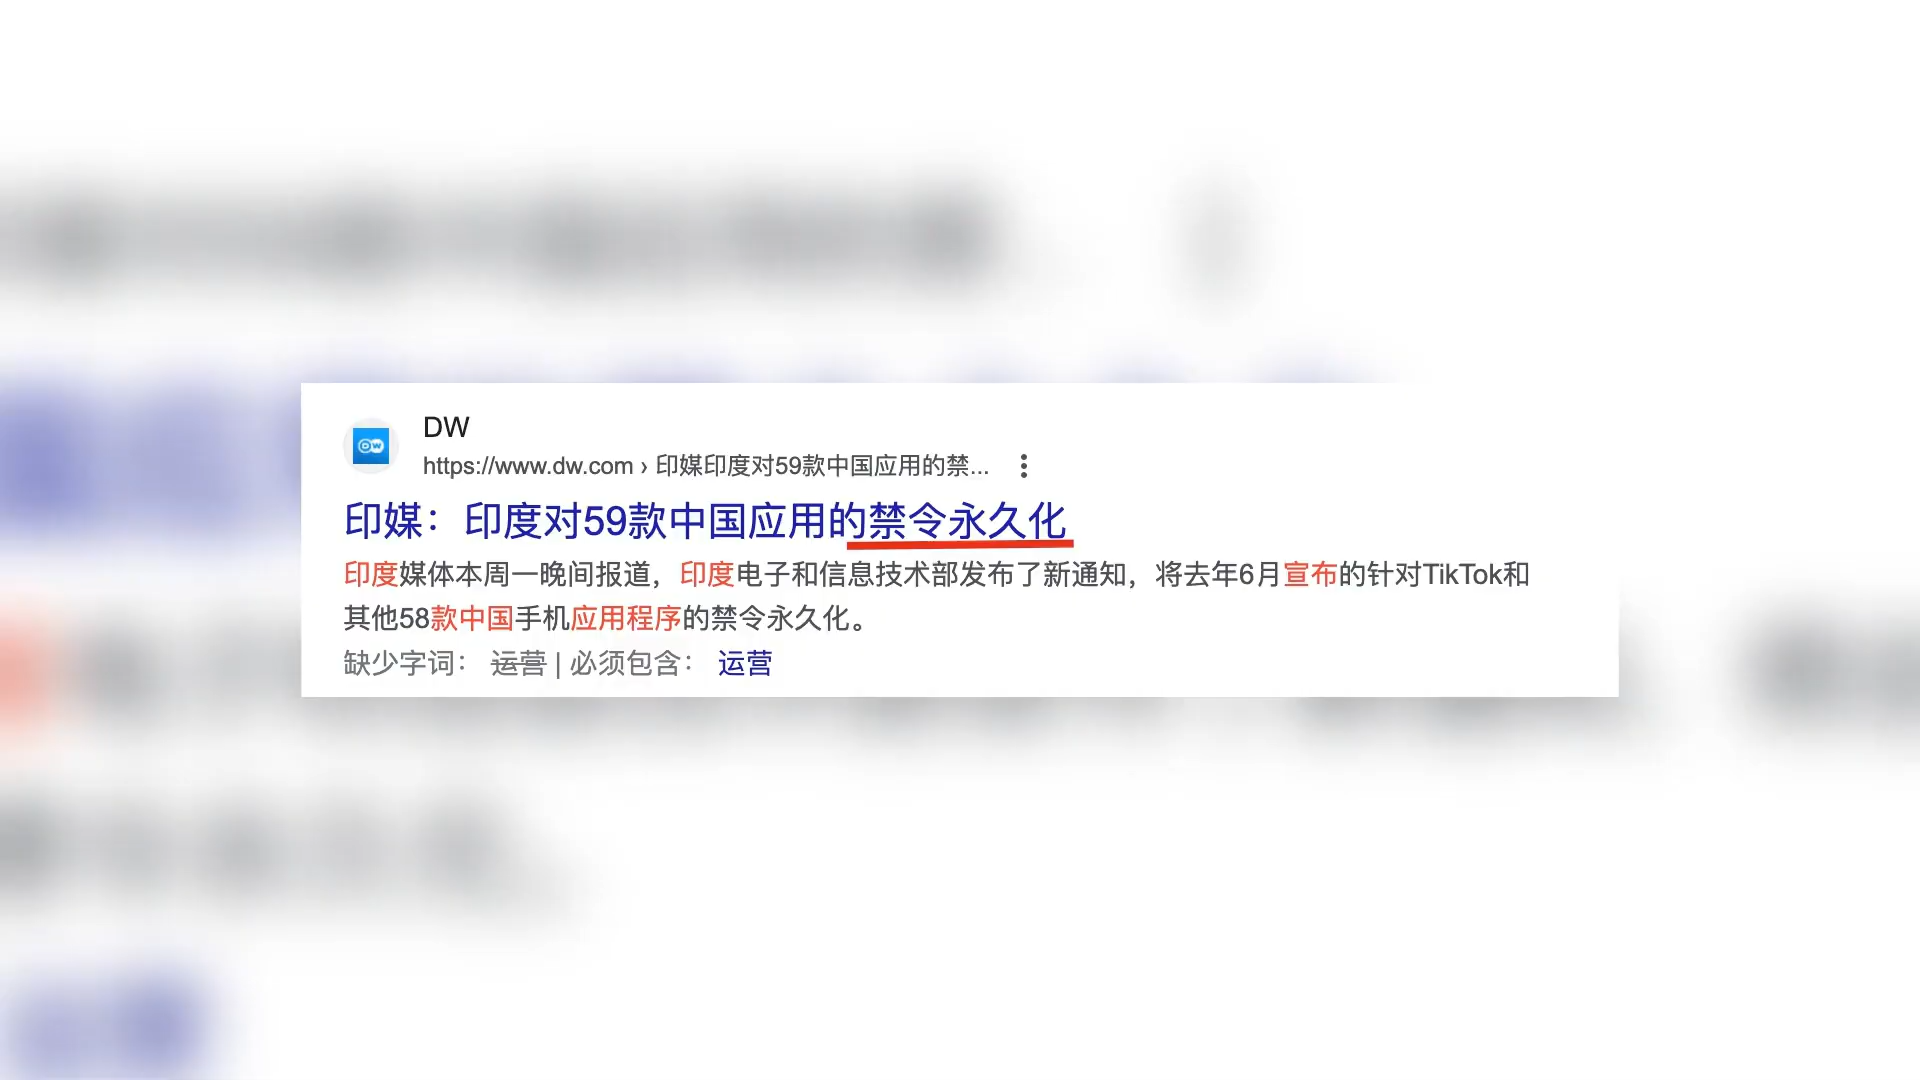 DW
https://www.dw.com › 印媒印度对59款中国应用的禁...
印媒：印度对59款中国应用的禁令永久化
印度媒体本周一晚间报道，印度电子和信息技术部发布了新通知，将去年6月宣布的针对TikTok和
其他58款中国手机应用程序的禁令永久化。
缺少字词： 运营 | 必须包含： 运营